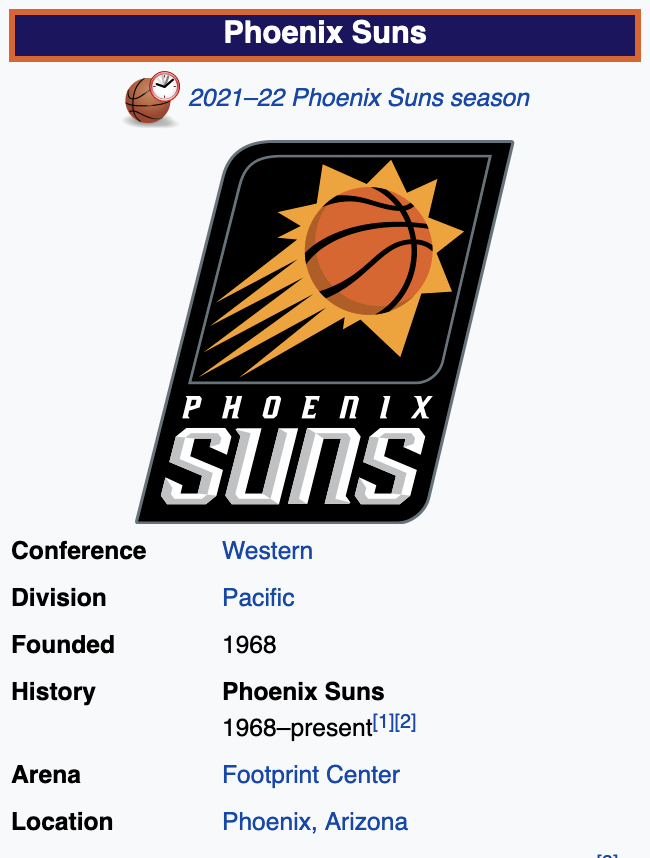 Phoenix Suns
2021–22 Phoenix Suns season
PHOENIX
SUNS
Conference Western
Division Pacific
Founded 1968
History Phoenix Suns
1968–present[1][2]
Arena Footprint Center
Location Phoenix, Arizona